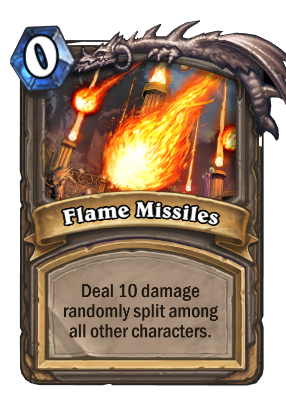 0
Flame Missiles
Deal 10 damage
randomly split among
all other characters.